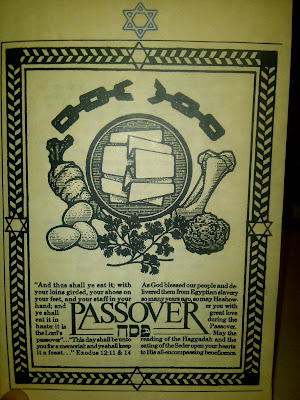 "And thus shall ye eat it; with
your loins girded, your shoes on
your feet, and your staff in your
hand; and
ye shall
eat it in
haste: it is
the Lord's
passover"..."This day shall be unto
you for a memorial: and ye shall keep
it a feast. . ." Exodus 12:11 & 14
PASSOVER
פסח
As God blessed our people and de-
livered them from Egyptian slavery
so many years ago, so may He show-
er you with
great love
during the
Passover.
May the
reading of the Haggadah and the
eating of the Seder open your hearts
to His all-encompassing beneficence.